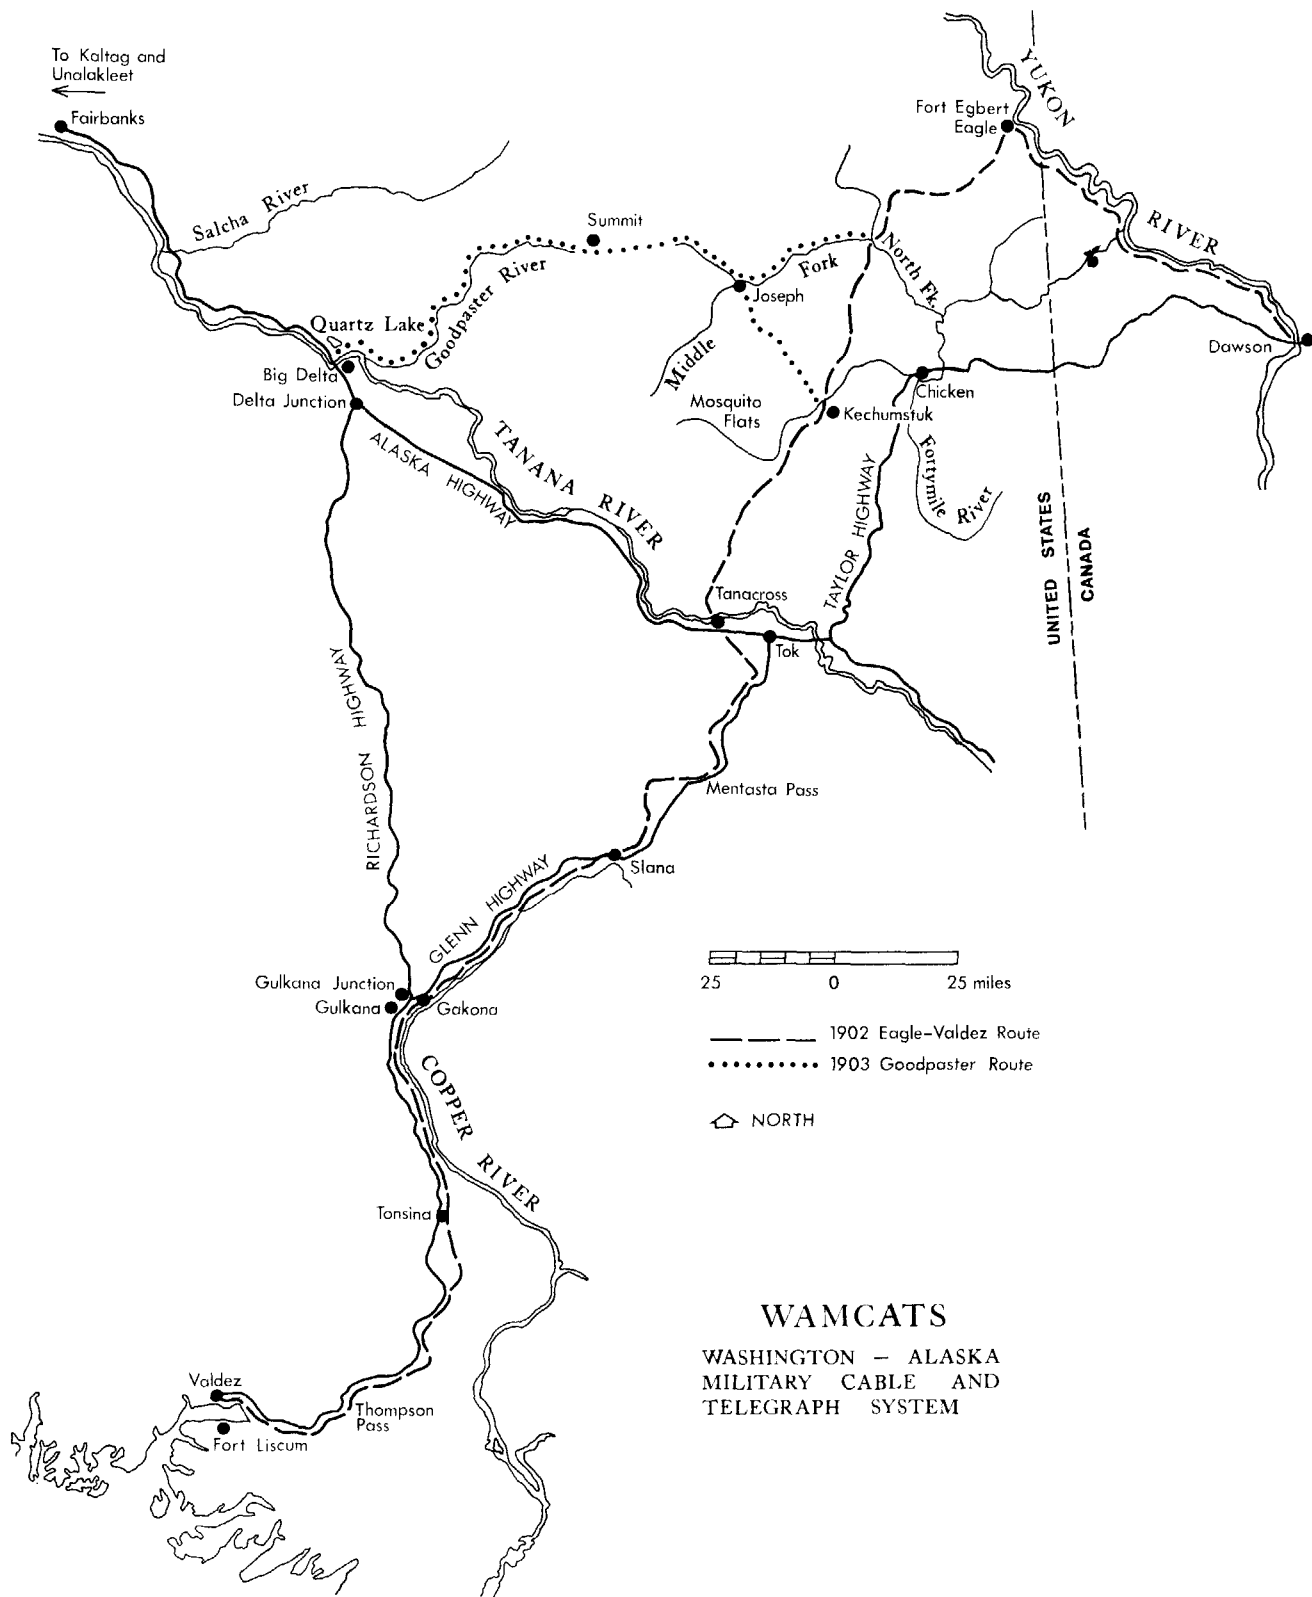 To Kaltag and
Unalakleet
Fairbanks
Fort Egbert
Eagle
YUKON
RIVER
Salcha River
Summit
Goodpaster River
Fork
North Fk.
Joseph
Quartz Lake
Middle
Dawson
Big Delta
Delta Junction
Chicken
Mosquito
Flats
Kechumstuk
ALASKA HIGHWAY
TANANA RIVER
Fortymile River
TAYLOR HIGHWAY
UNITED STATES
CANADA
Tanacross
Tok
RICHARDSON HIGHWAY
Mentasta Pass
Slana
GLENN HIGHWAY
Gulkana Junction
Gulkana
Gakona
25 0 25 miles
1902 Eagle-Valdez Route
1903 Goodpaster Route
NORTH
COPPER RIVER
Tonsina
WAMCATS
WASHINGTON – ALASKA
MILITARY CABLE AND
TELEGRAPH SYSTEM
Valdez
Thompson
Pass
Fort Liscum